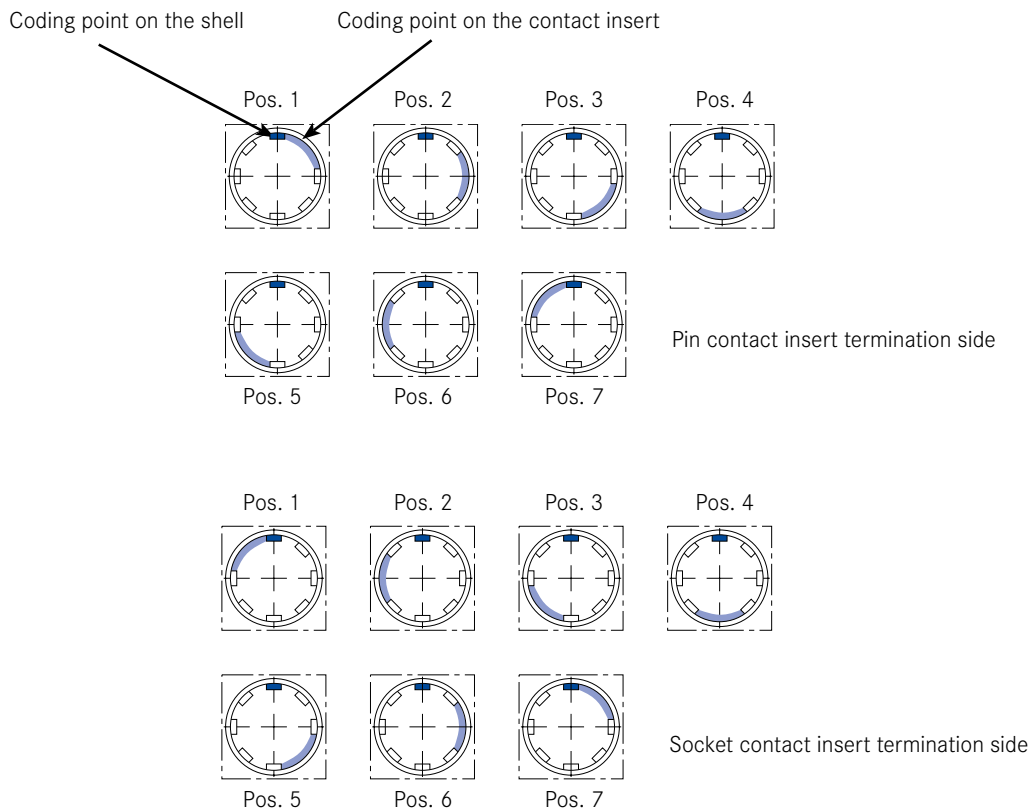 Coding point on the shell
Coding point on the contact insert
Pos. 1
Pos. 2
Pos. 3
Pos. 4
Pin contact insert termination side
Pos. 5
Pos. 6
Pos. 7
Pos. 1
Pos. 2
Pos. 3
Pos. 4
Socket contact insert termination side
Pos. 5
Pos. 6
Pos. 7